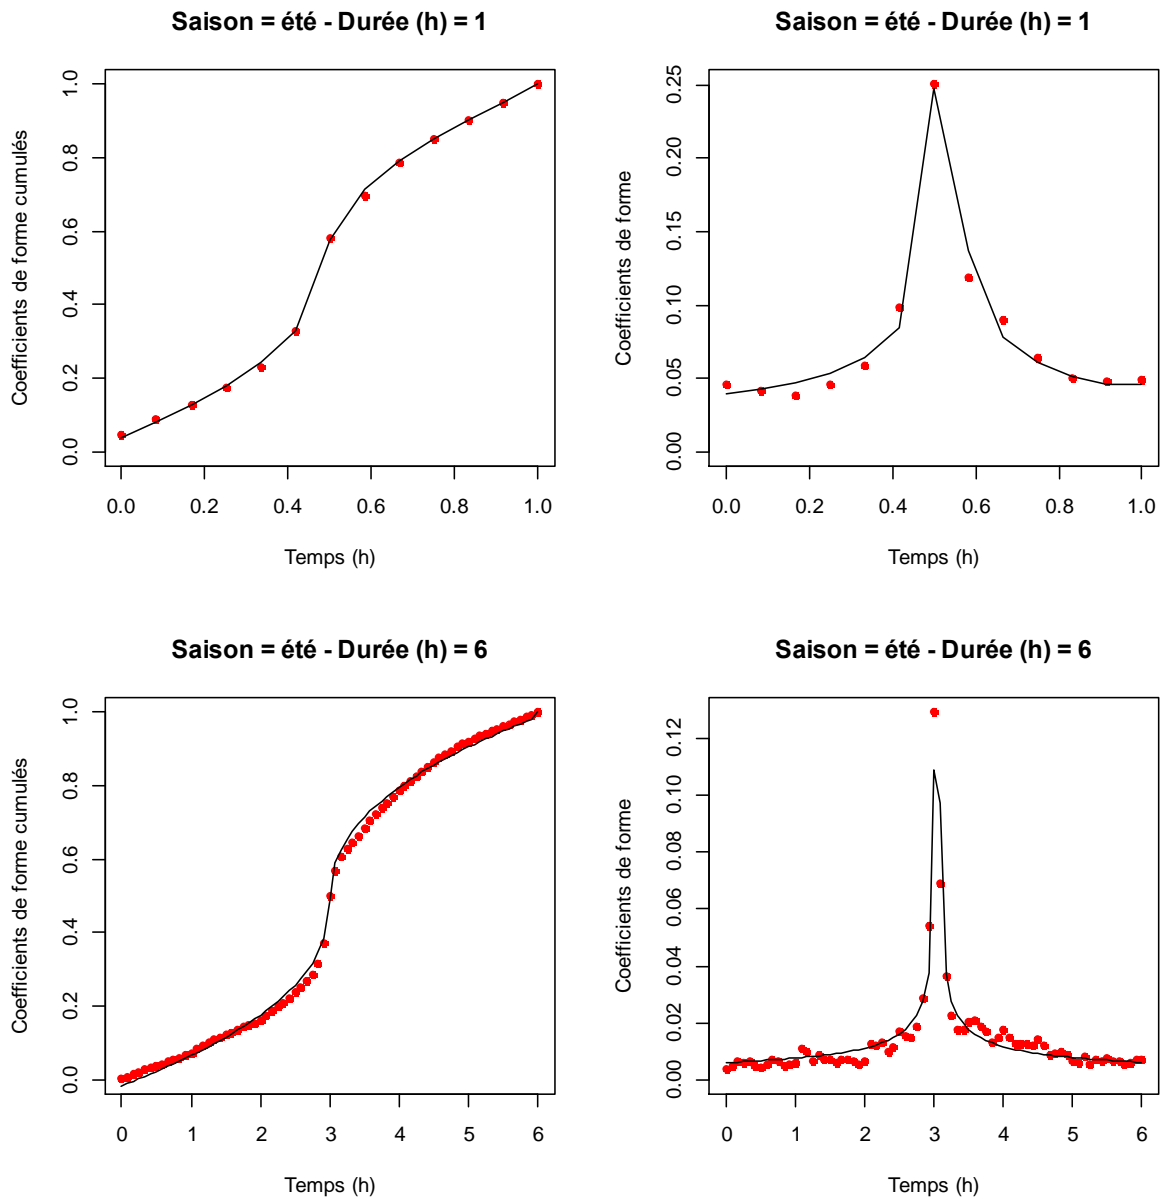 Saison = été - Durée (h) = 1
Coefficients de forme cumulés
0.0 0.2 0.4 0.6 0.8 1.0
0.0 0.2 0.4 0.6 0.8 1.0
Temps (h)
Saison = été - Durée (h) = 1
Coefficients de forme
0.00 0.05 0.10 0.15 0.20 0.25
0.0 0.2 0.4 0.6 0.8 1.0
Temps (h)
Saison = été - Durée (h) = 6
Coefficients de forme cumulés
0.0 0.2 0.4 0.6 0.8 1.0
0 1 2 3 4 5 6
Temps (h)
Saison = été - Durée (h) = 6
Coefficients de forme
0.00 0.02 0.04 0.06 0.08 0.10 0.12
0 1 2 3 4 5 6
Temps (h)